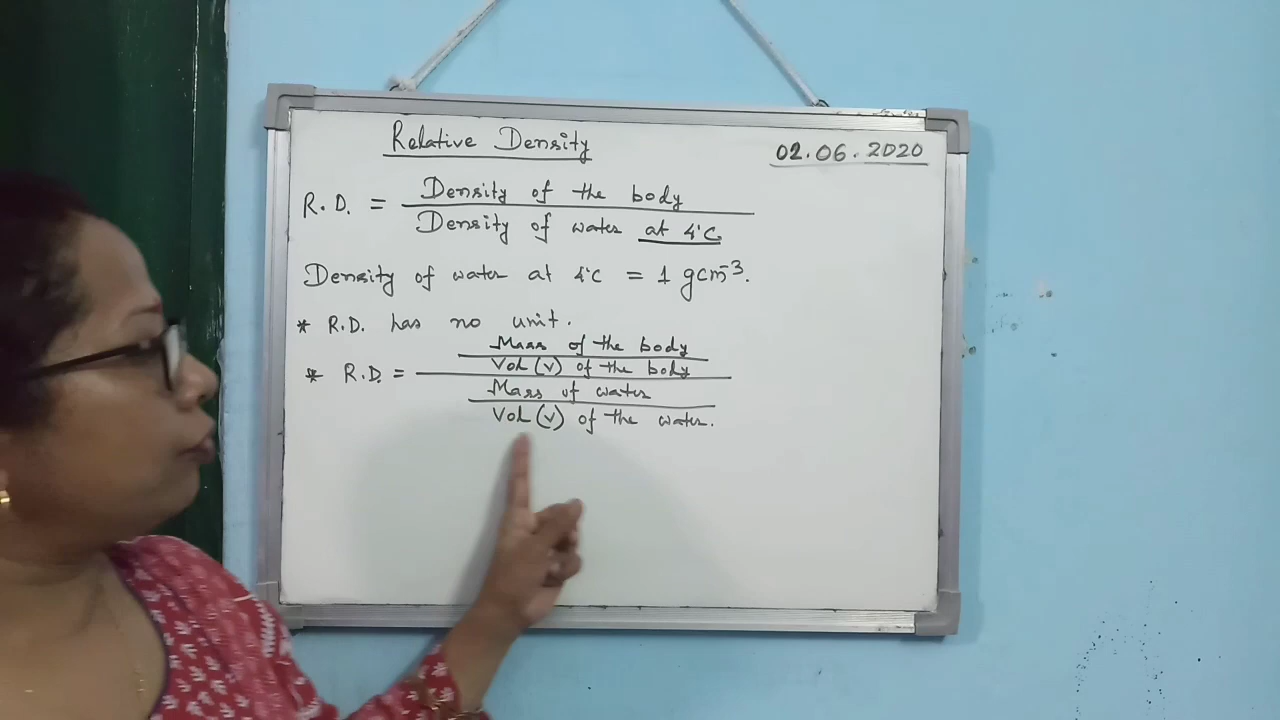 Relative Density
02.06.2020
R.D. = Density of the body
Density of water at 4°C
Density of water at 4°C = 1 gcm⁻³.
* R.D. has no unit.
Mass of the body
* R.D. = Vol(v) of the body
Mass of water
Vol(v) of the water.